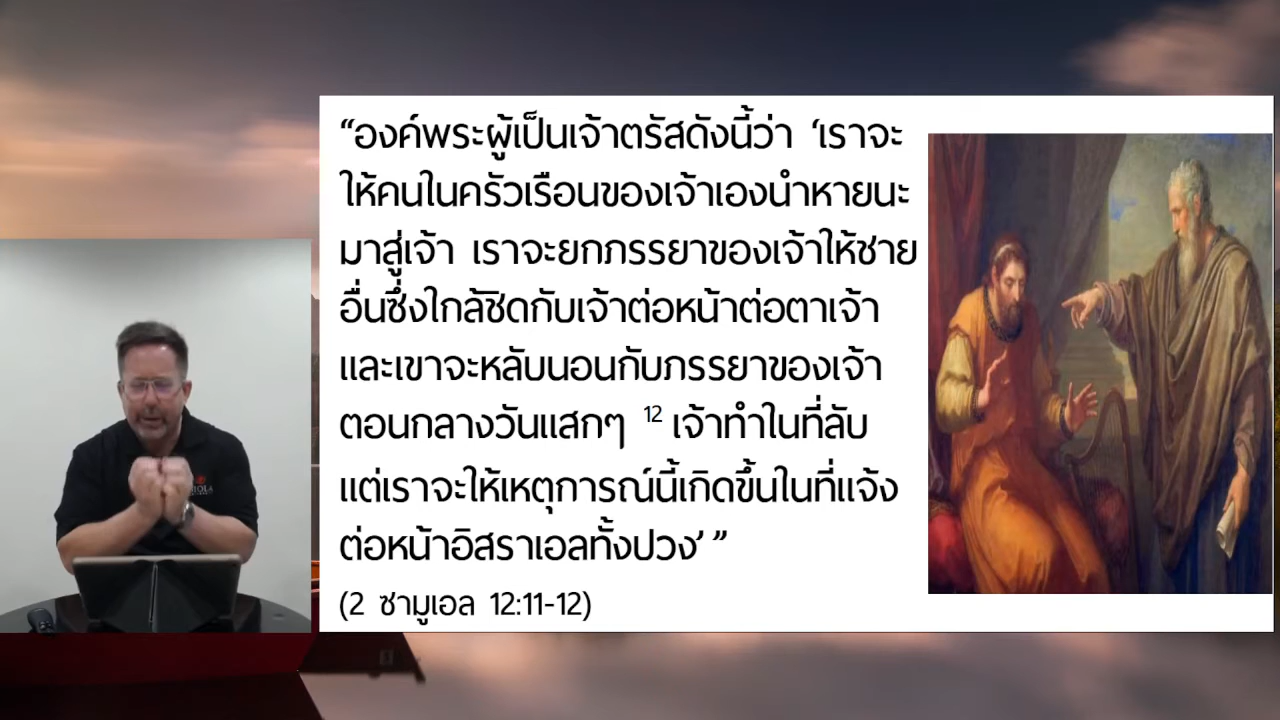 “องค์พระผู้เป็นเจ้าตรัสดังนี้ว่า ‘เราจะ
ให้คนในครัวเรือนของเจ้าเองนำหายนะ
มาสู่เจ้า เราจะยกภรรยาของเจ้าให้ชาย
อื่นซึ่งใกล้ชิดกับเจ้าต่อหน้าต่อตาเจ้า
และเขาจะหลับนอนกับภรรยาของเจ้า
ตอนกลางวันแสกๆ 12 เจ้าทำในที่ลับ
แต่เราจะให้เหตุการณ์นี้เกิดขึ้นในที่แจ้ง
ต่อหน้าอิสราเอลทั้งปวง’ ”
(2 ซามูเอล 12:11-12)